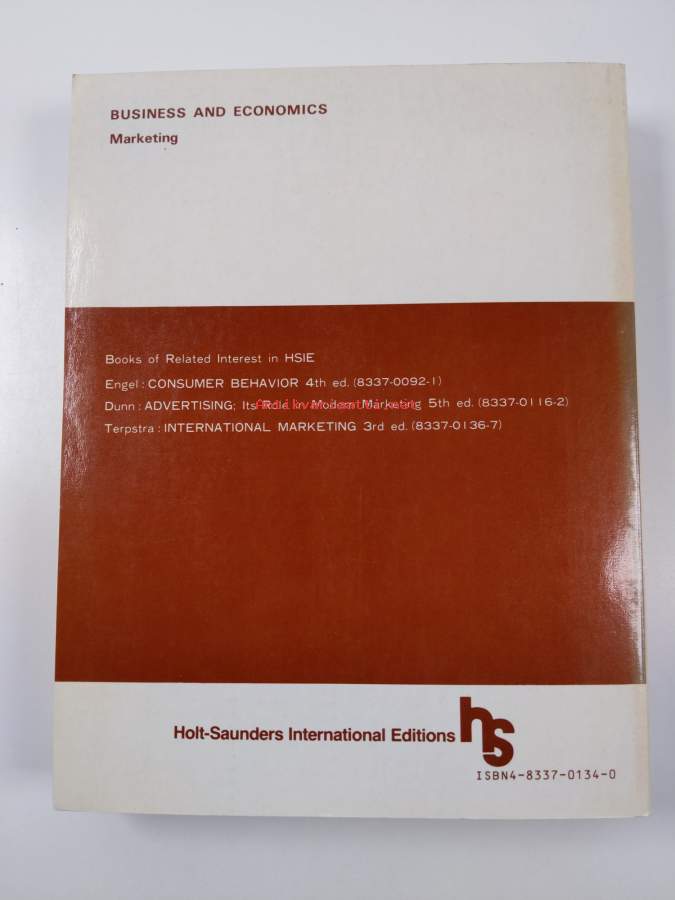 BUSINESS AND ECONOMICS
Marketing
Books of Related Interest in HSIE
Engel: CONSUMER BEHAVIOR 4th ed. (8337-0092-1)
Dunn: ADVERTISING; Its Role in Modern Marketing 5th ed. (8337-0116-2)
Terpstra: INTERNATIONAL MARKETING 3rd ed. (8337-0136-7)
Holt-Saunders International Editions
hs
ISBN4-8337-0134-0